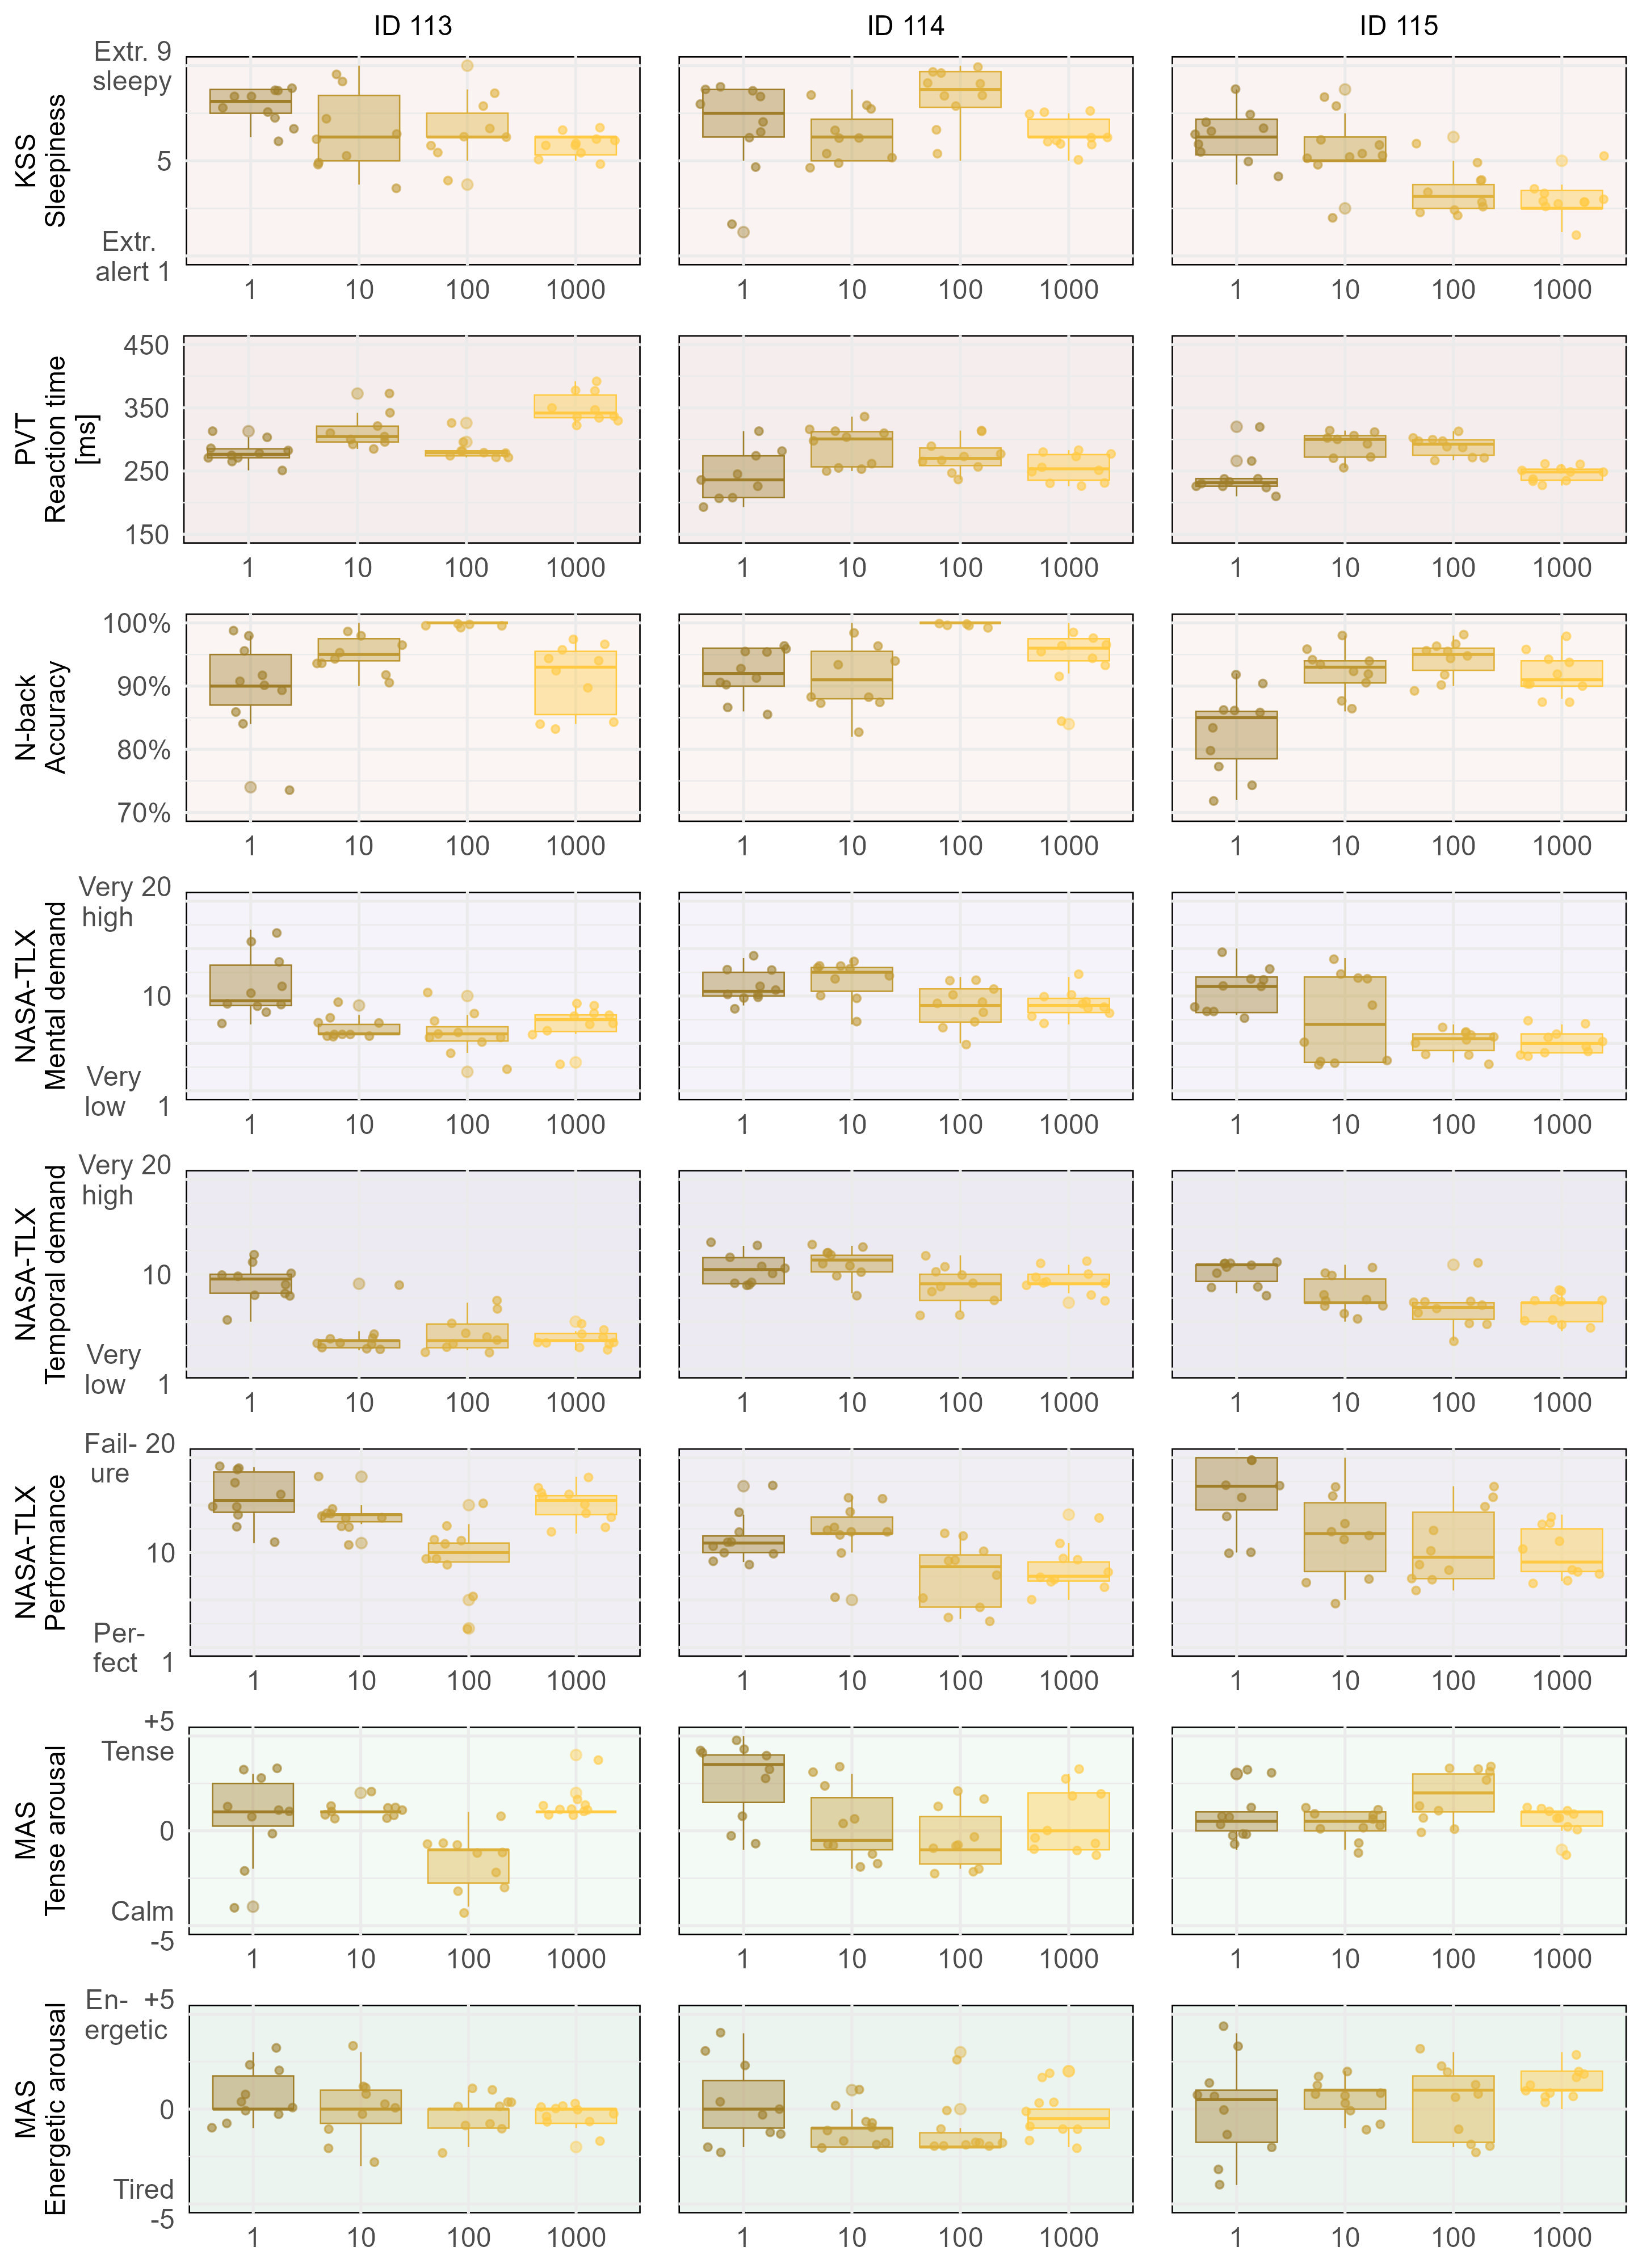 ID 113 ID 114 ID 115
Extr. 9
sleepy
KSS
Sleepiness
5
Extr.
alert 1
1 10 100 1000 1 10 100 1000 1 10 100 1000
450
PVT
Reaction time
[ms]
350
250
150
1 10 100 1000 1 10 100 1000 1 10 100 1000
100%
N-back
Accuracy
90%
80%
70%
1 10 100 1000 1 10 100 1000 1 10 100 1000
Very 20
high
NASA-TLX
Mental demand
10
Very
low 1
1 10 100 1000 1 10 100 1000 1 10 100 1000
Very 20
high
NASA-TLX
Temporal demand
10
Very
low 1
1 10 100 1000 1 10 100 1000 1 10 100 1000
Fail- 20
ure
NASA-TLX
Performance
10
Per-
fect 1
1 10 100 1000 1 10 100 1000 1 10 100 1000
+5
Tense
MAS
Tense arousal
0
Calm
-5
1 10 100 1000 1 10 100 1000 1 10 100 1000
En- +5
ergetic
MAS
Energetic arousal
0
Tired
-5
1 10 100 1000 1 10 100 1000 1 10 100 1000